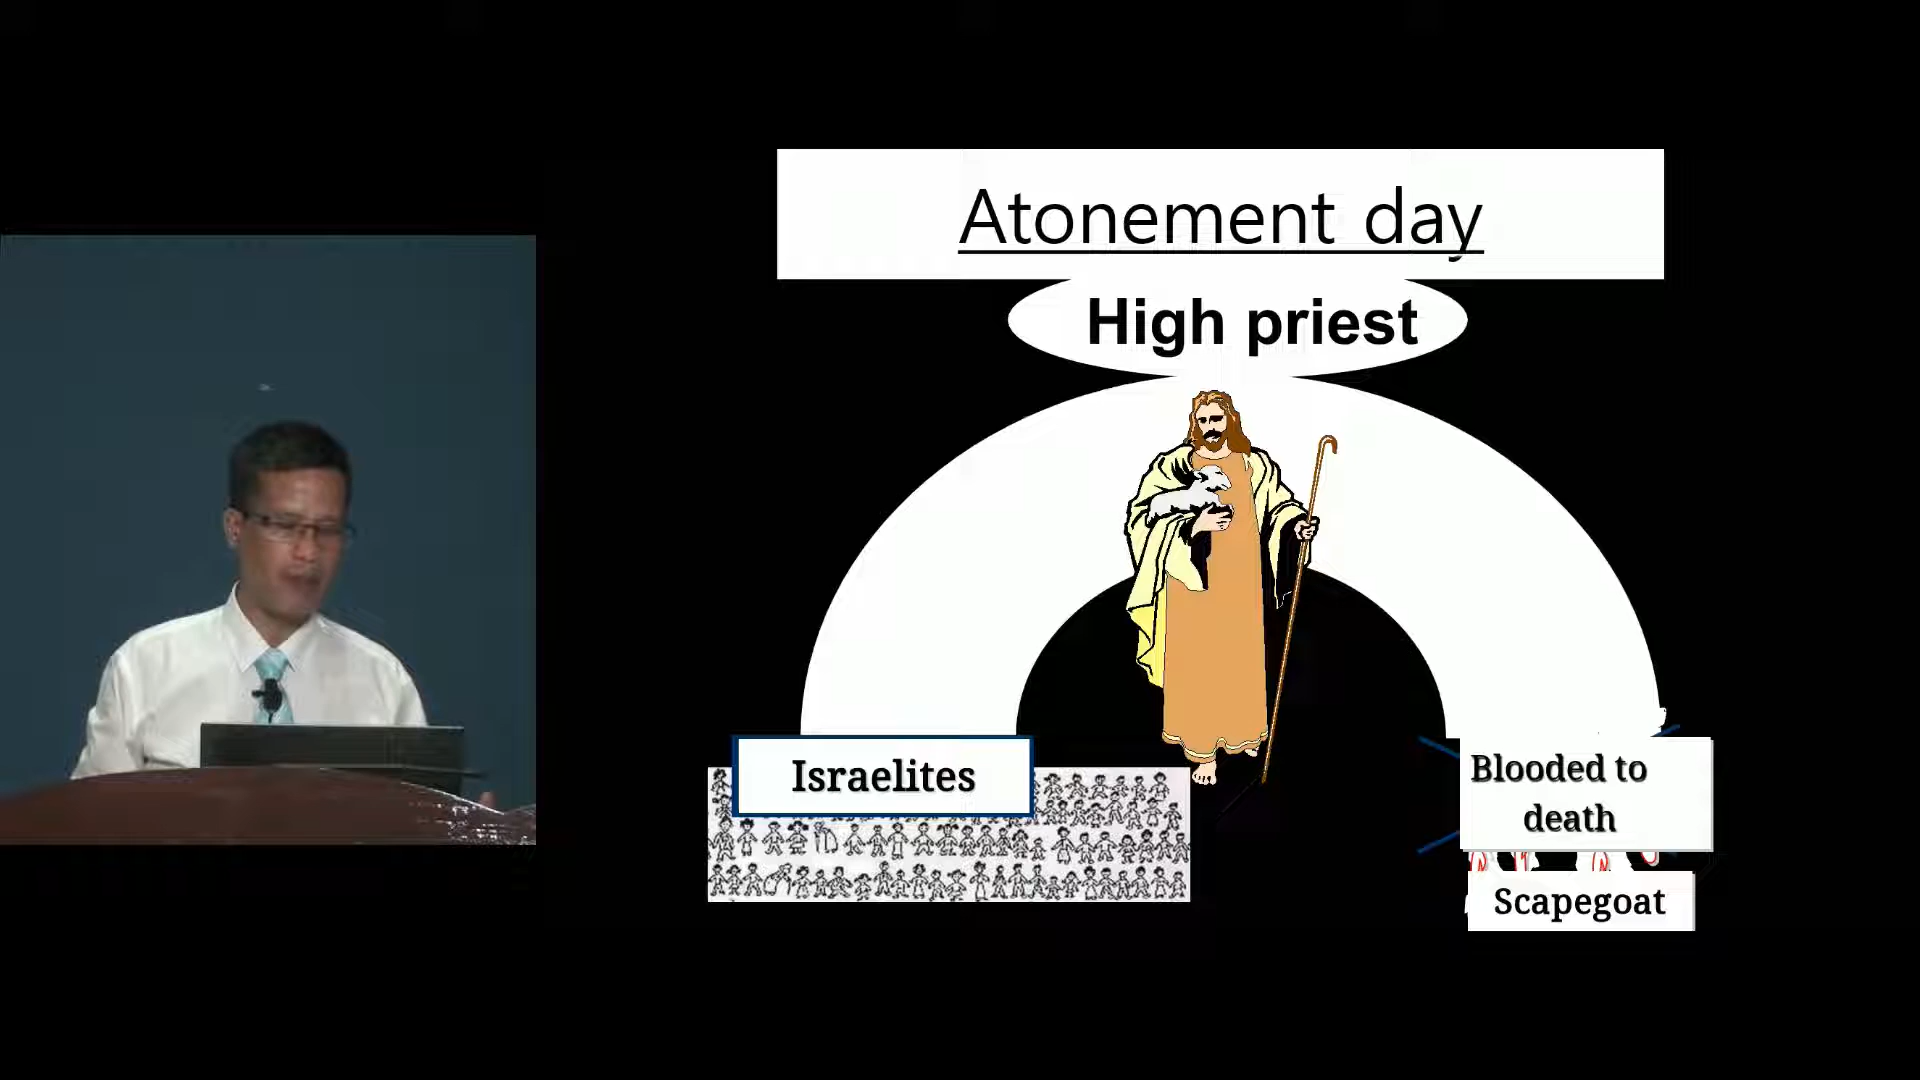 Atonement day
High priest
Israelites
Blooded to
death
Scapegoat